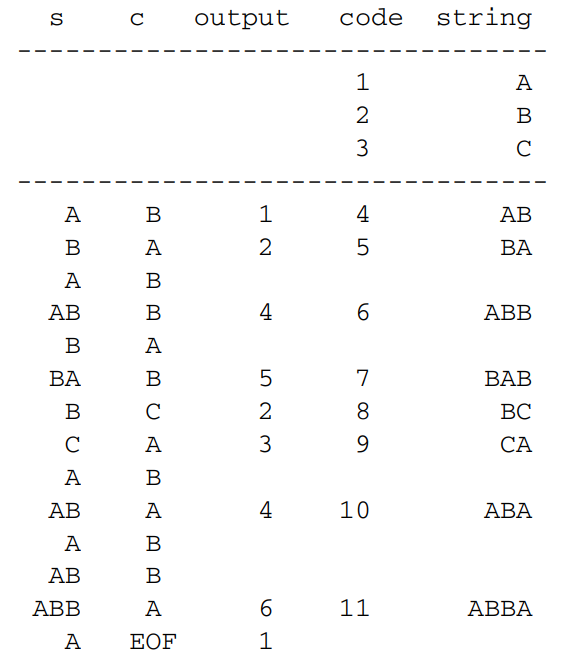 s c output code string
---------------------------------
1 A
2 B
3 C
---------------------------------
A B 1 4 AB
B A 2 5 BA
A B
AB B 4 6 ABB
B A
BA B 5 7 BAB
B C 2 8 BC
C A 3 9 CA
A B
AB A 4 10 ABA
A B
AB B
ABB A 6 11 ABBA
A EOF 1